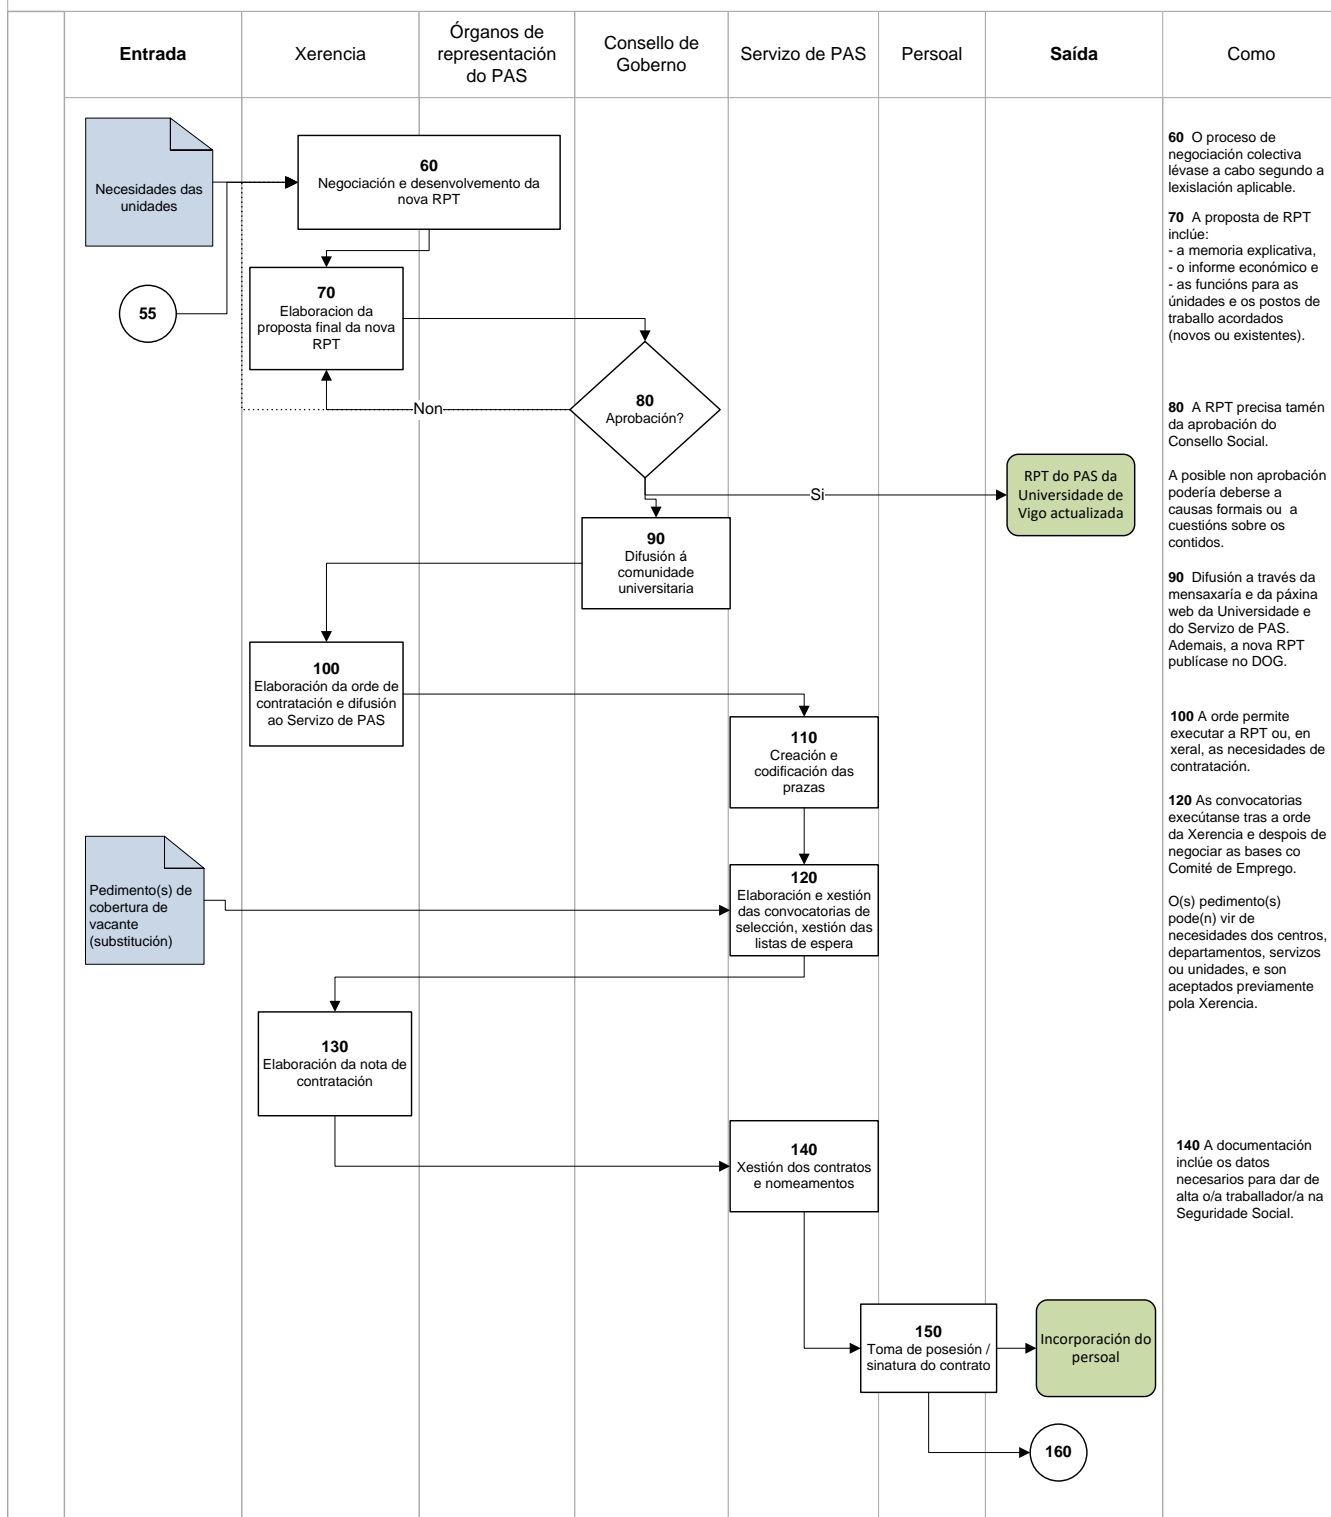 Entrada
Xerencia
Órganos de
representación
do PAS
Consello de
Goberno
Servizo de PAS
Persoal
Saída
Como
Necesidades das
unidades
60
Negociación e desenvolvemento da
nova RPT
55
70
Elaboracion da
proposta final da nova
RPT
Non
80
Aprobación?
Si
RPT do PAS da
Universidade de
Vigo actualizada
90
Difusión á
comunidade
universitaria
100
Elaboración da orde de
contratación e difusión
ao Servizo de PAS
110
Creación e
codificación das
prazas
Pedimento(s) de
cobertura de
vacante
(substitución)
120
Elaboración e xestión
das convocatorias de
selección, xestión das
listas de espera
130
Elaboración da nota de
contratación
140
Xestión dos contratos
e nomeamentos
150
Toma de posesión /
sinatura do contrato
Incorporación do
persoal
160
60 O proceso de
negociación colectiva
lévase a cabo segundo a
lexislación aplicable.
70 A proposta de RPT
inclúe:
- a memoria explicativa,
- o informe económico e
- as funcións para as
únidades e os postos de
traballo acordados
(novos ou existentes).
80 A RPT precisa tamén
da aprobación do
Consello Social.
A posible non aprobación
podería deberse a
causas formais ou a
cuestións sobre os
contidos.
90 Difusión a través da
mensaxaría e da páxina
web da Universidade e
do Servizo de PAS.
Ademais, a nova RPT
publícase no DOG.
100 A orde permite
executar a RPT ou, en
xeral, as necesidades de
contratación.
120 As convocatorias
execútanse tras a orde
da Xerencia e despois de
negociar as bases co
Comité de Emprego.
O(s) pedimento(s)
pode(n) vir de
necesidades dos centros,
departamentos, servizos
ou unidades, e son
aceptados previamente
pola Xerencia.
140 A documentación
inclúe os datos
necesarios para dar de
alta o/a traballador/a na
Seguridade Social.